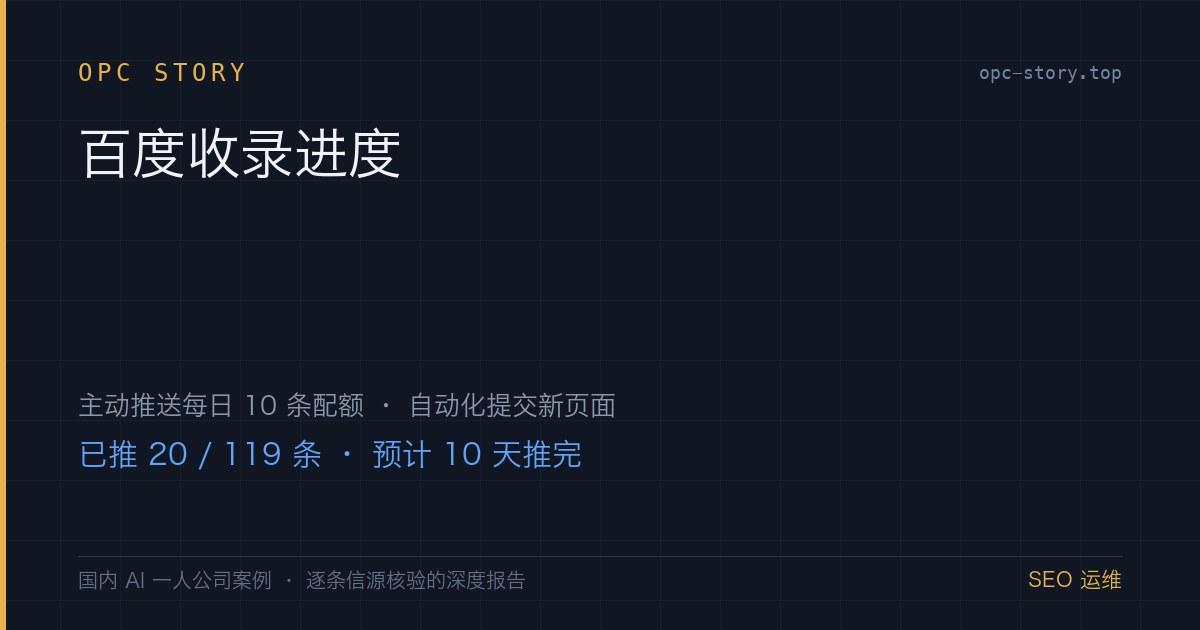 OPC STORY
opc-story.top
百度收录进度
主动推送每日 10 条配额 · 自动化提交新页面
已推 20 / 119 条 · 预计 10 天推完
国内 AI 一人公司案例 · 逐条信源核验的深度报告
SEO 运维